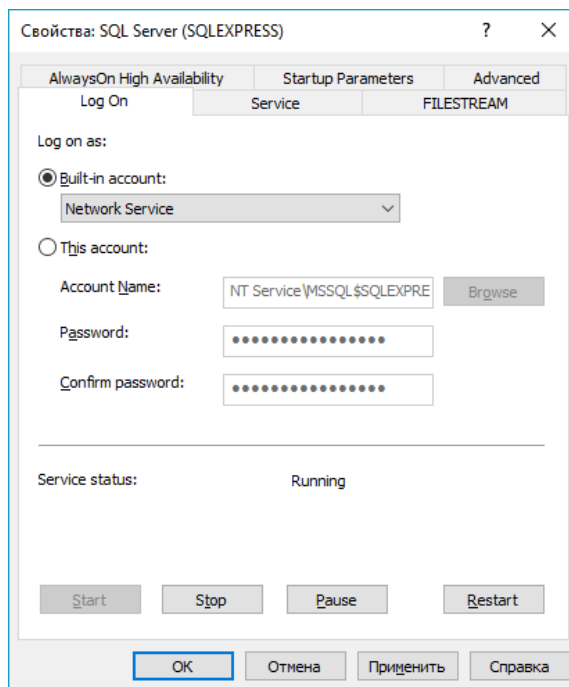 Свойства: SQL Server (SQLEXPRESS)
AlwaysOn High Availability
Startup Parameters
Advanced
Log On
Service
FILESTREAM
Log on as:
Built-in account:
Network Service
This account:
Account Name:
NT Service\MSSQL$SQLEXPRE
Browse
Password:
●●●●●●●●●●●●●●●●
Confirm password:
●●●●●●●●●●●●●●●●
Service status:
Running
Start
Stop
Pause
Restart
ОК
Отмена
Применить
Справка